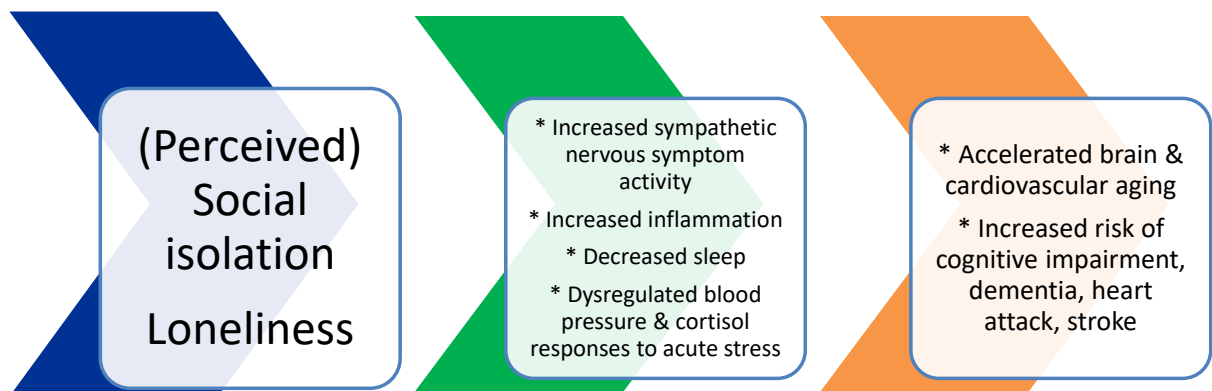 (Perceived)
Social
isolation
Loneliness
* Increased sympathetic
nervous symptom
activity
* Increased inflammation
* Decreased sleep
* Dysregulated blood
pressure & cortisol
responses to acute stress
* Accelerated brain &
cardiovascular aging
* Increased risk of
cognitive impairment,
dementia, heart
attack, stroke